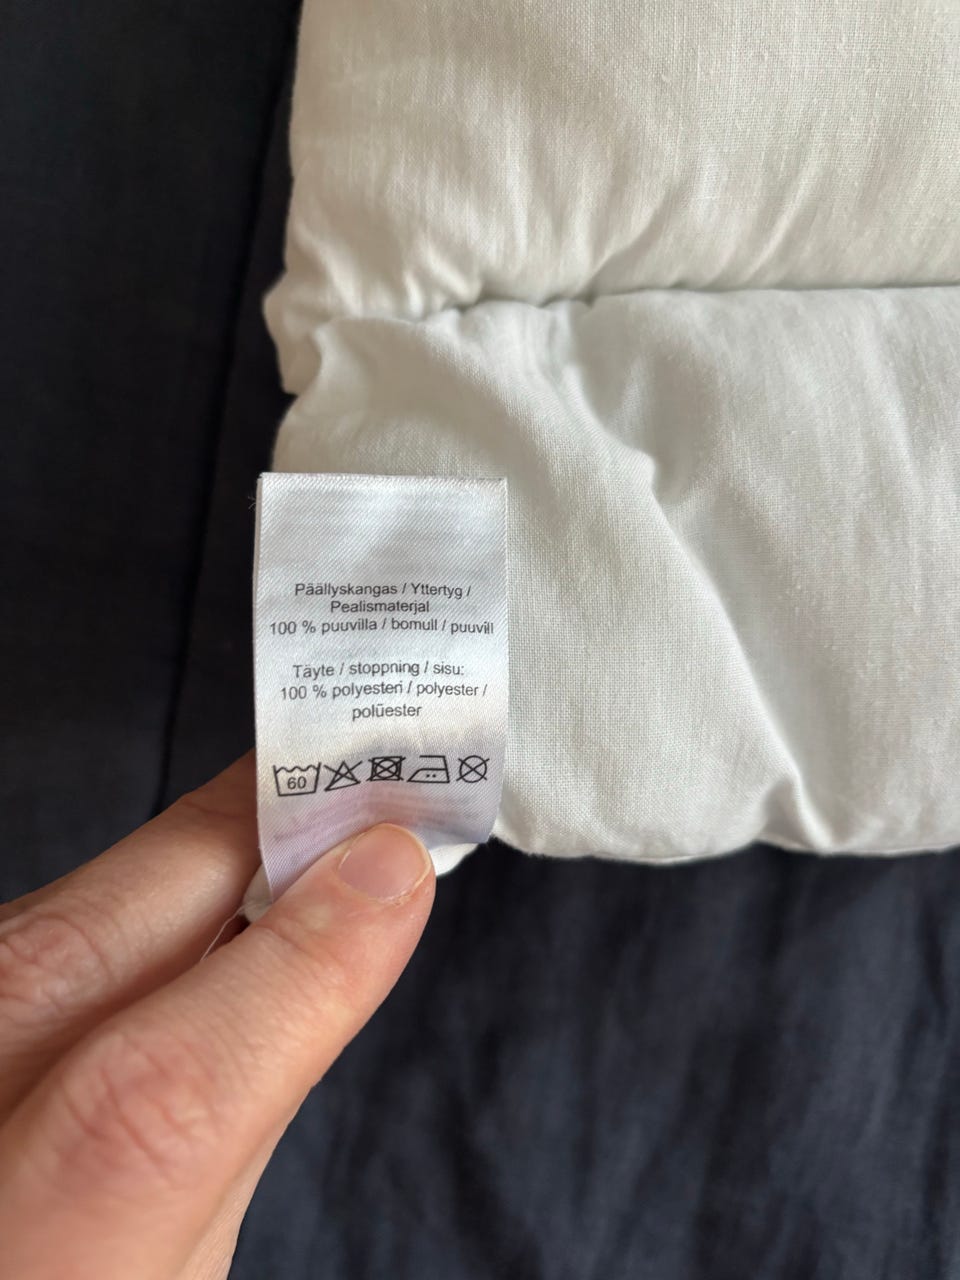 Päällyskangas / Yttertyg /
Pealismaterjal
100 % puuvilla / bomull / puuvill
Täyte / stoppning / sisu:
100 % polyesteri / polyester /
polüester
60